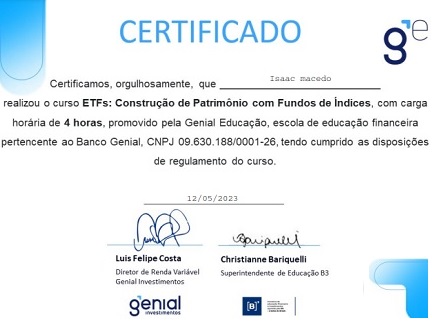 CERTIFICADO
ge
Certificamos, orgulhosamente, que Isaac macedo
realizou o curso ETFs: Construção de Patrimônio com Fundos de Índices, com carga
horária de 4 horas, promovido pela Genial Educação, escola de educação financeira
pertencente ao Banco Genial, CNPJ 09.630.188/0001-26, tendo cumprido as disposições
de regulamento do curso.
12/05/2023
Luis Felipe Costa
Diretor de Renda Variável
Genial Investimentos
Christianne Bariquelli
Superintendente de Educação B3
genial
investimentos
[B]